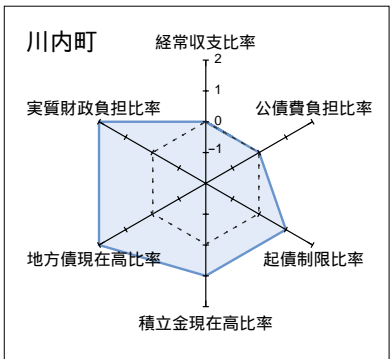 川内町
経常収支比率
2
1
0
-1
公債費負担比率
起債制限比率
積立金現在高比率
地方債現在高比率
実質財政負担比率